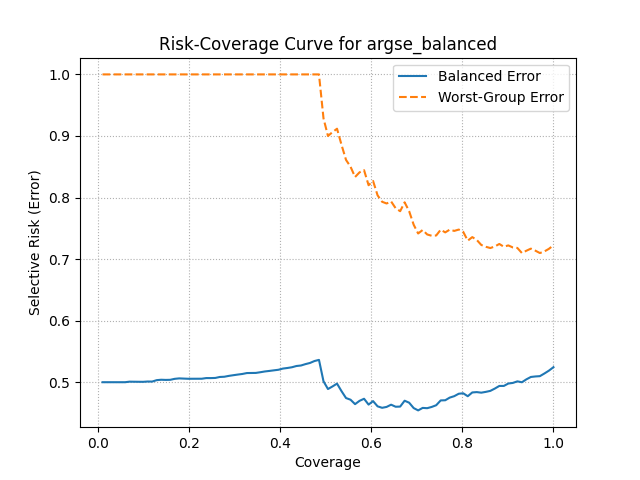 Risk-Coverage Curve for argse_balanced
Balanced Error
Worst-Group Error
Selective Risk (Error)
1.0
0.9
0.8
0.7
0.6
0.5
0.0 0.2 0.4 0.6 0.8 1.0
Coverage